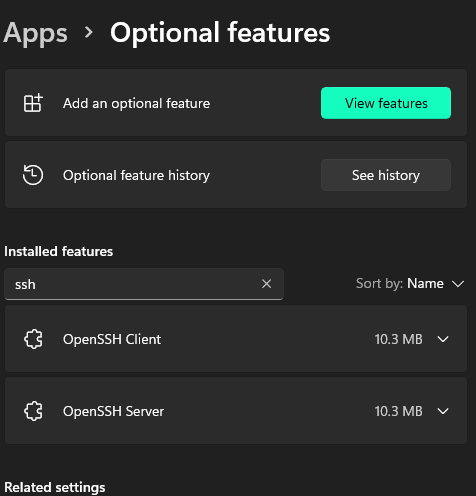 Apps > Optional features
Add an optional feature View features
Optional feature history See history
Installed features
ssh Sort by: Name
OpenSSH Client 10.3 MB
OpenSSH Server 10.3 MB
Related settings